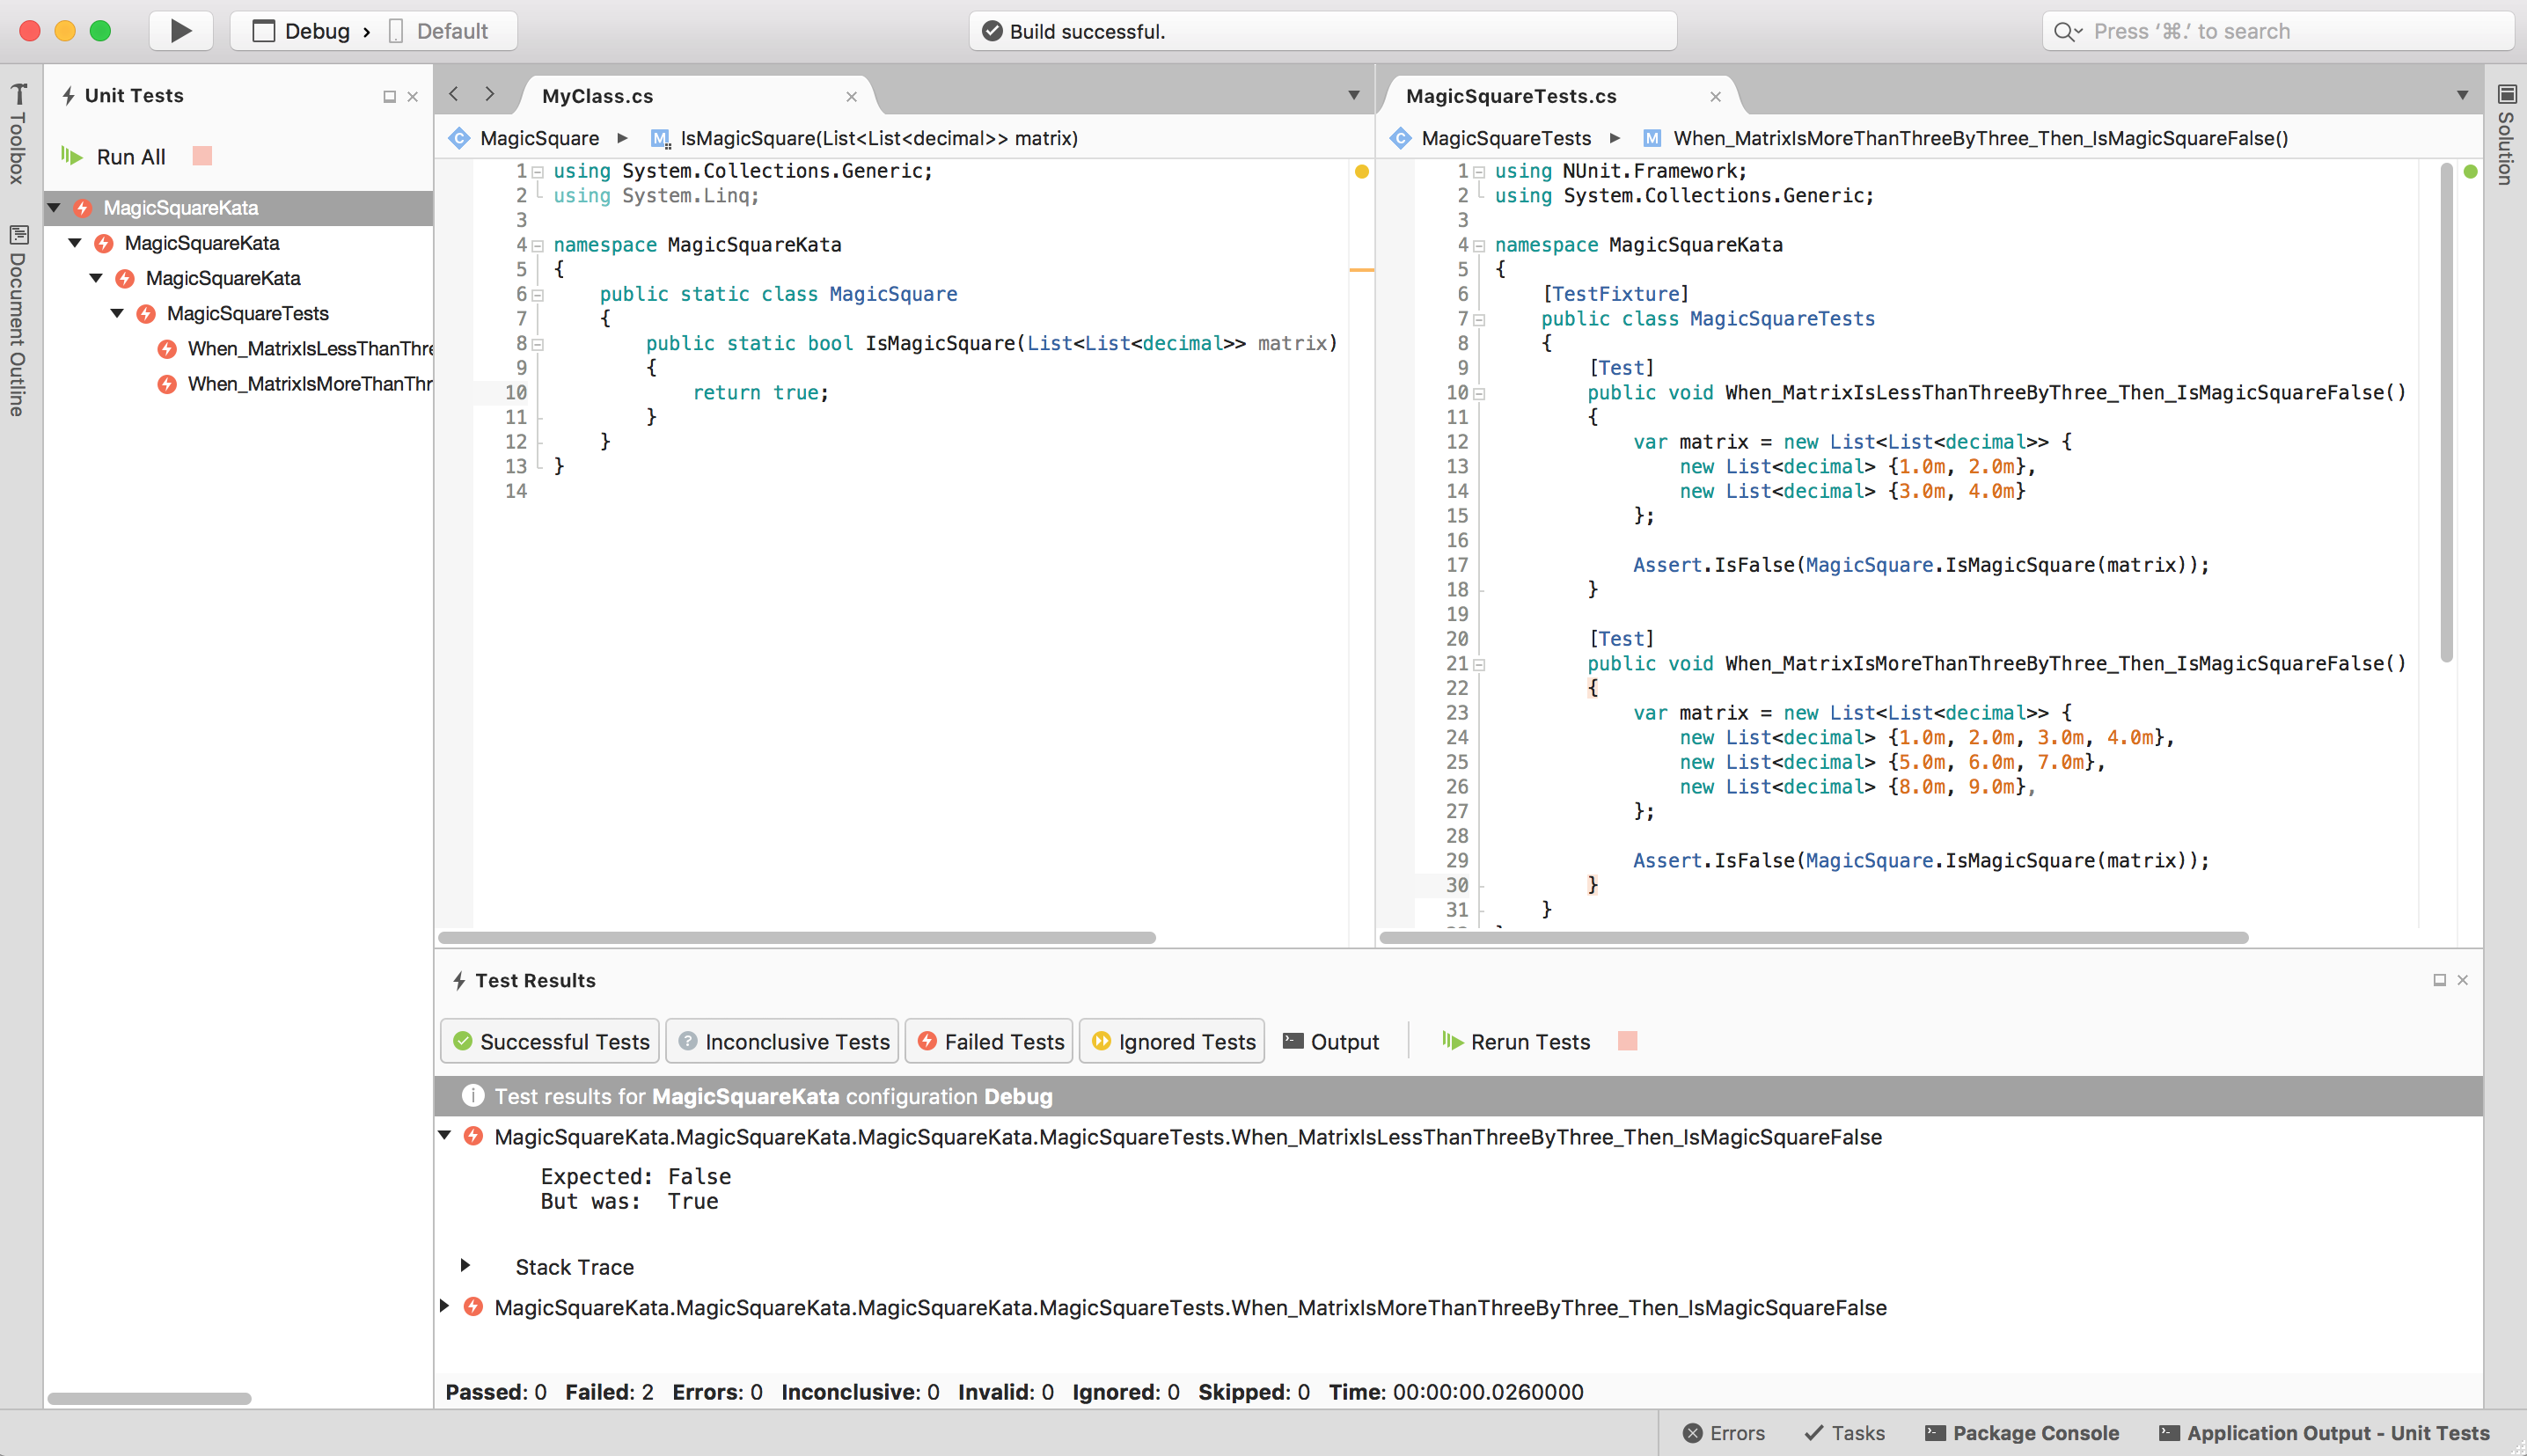 Debug › Default
Build successful.
Press ‘⌘.’ to search
Toolbox
Document Outline
Unit Tests
Run All
MagicSquareKata
MagicSquareKata
MagicSquareKata
MagicSquareTests
When_MatrixIsLessThanThre
When_MatrixIsMoreThanThr
MyClass.cs
MagicSquare ▸ M IsMagicSquare(List<List<decimal>> matrix)
1 using System.Collections.Generic;
2 using System.Linq;
3
4 namespace MagicSquareKata
5 {
6 public static class MagicSquare
7 {
8 public static bool IsMagicSquare(List<List<decimal>> matrix)
9 {
10 return true;
11 }
12 }
13 }
14
MagicSquareTests.cs
MagicSquareTests ▸ M When_MatrixIsMoreThanThreeByThree_Then_IsMagicSquareFalse()
1 using NUnit.Framework;
2 using System.Collections.Generic;
3
4 namespace MagicSquareKata
5 {
6 [TestFixture]
7 public class MagicSquareTests
8 {
9 [Test]
10 public void When_MatrixIsLessThanThreeByThree_Then_IsMagicSquareFalse()
11 {
12 var matrix = new List<List<decimal>> {
13 new List<decimal> {1.0m, 2.0m},
14 new List<decimal> {3.0m, 4.0m}
15 };
16
17 Assert.IsFalse(MagicSquare.IsMagicSquare(matrix));
18 }
19
20 [Test]
21 public void When_MatrixIsMoreThanThreeByThree_Then_IsMagicSquareFalse()
22 {
23 var matrix = new List<List<decimal>> {
24 new List<decimal> {1.0m, 2.0m, 3.0m, 4.0m},
25 new List<decimal> {5.0m, 6.0m, 7.0m},
26 new List<decimal> {8.0m, 9.0m},
27 };
28
29 Assert.IsFalse(MagicSquare.IsMagicSquare(matrix));
30 }
31 }
Solution
Test Results
Successful Tests Inconclusive Tests Failed Tests Ignored Tests Output Rerun Tests
Test results for MagicSquareKata configuration Debug
MagicSquareKata.MagicSquareKata.MagicSquareKata.MagicSquareTests.When_MatrixIsLessThanThreeByThree_Then_IsMagicSquareFalse
Expected: False
But was: True
Stack Trace
MagicSquareKata.MagicSquareKata.MagicSquareKata.MagicSquareTests.When_MatrixIsMoreThanThreeByThree_Then_IsMagicSquareFalse
Passed: 0 Failed: 2 Errors: 0 Inconclusive: 0 Invalid: 0 Ignored: 0 Skipped: 0 Time: 00:00:00.0260000
Errors Tasks Package Console Application Output - Unit Tests